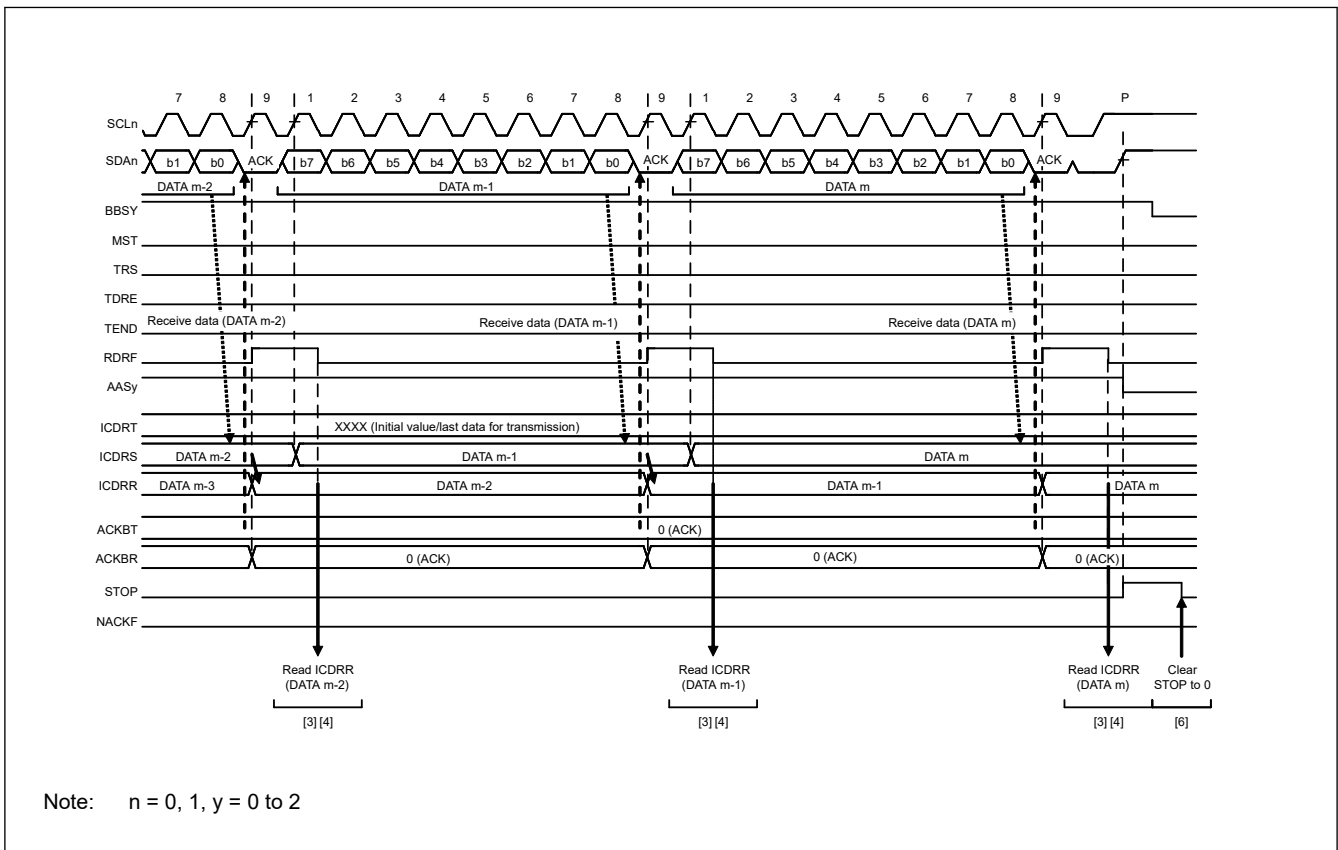 7 8 9 1 2 3 4 5 6 7 8 9 1 2 3 4 5 6 7 8 9 P
SCLn
SDAn b1 b0 ACK b7 b6 b5 b4 b3 b2 b1 b0 ACK b7 b6 b5 b4 b3 b2 b1 b0 ACK
DATA m-2 DATA m-1 DATA m
BBSY
MST
TRS
TDRE
Receive data (DATA m-2) Receive data (DATA m-1) Receive data (DATA m)
TEND
RDRF
AASy
ICDRT XXXX (Initial value/last data for transmission)
ICDRS DATA m-2 DATA m-1 DATA m
ICDRR DATA m-3 DATA m-2 DATA m-1 DATA m
ACKBT 0 (ACK)
ACKBR 0 (ACK) 0 (ACK) 0 (ACK)
STOP
NACKF
Read ICDRR Read ICDRR Read ICDRR Clear
(DATA m-2) (DATA m-1) (DATA m) STOP to 0
[3] [4] [3] [4] [3] [4] [6]
Note: n = 0, 1, y = 0 to 2